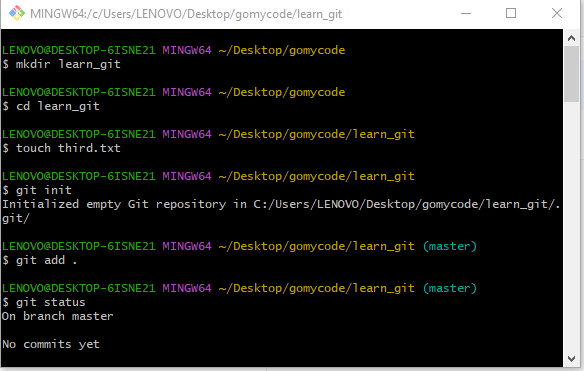 MINGW64:/c/Users/LENOVO/Desktop/gomycode/learn_git
LENOVO@DESKTOP-6ISNE21 MINGW64 ~/Desktop/gomycode
$ mkdir learn_git
LENOVO@DESKTOP-6ISNE21 MINGW64 ~/Desktop/gomycode
$ cd learn_git
LENOVO@DESKTOP-6ISNE21 MINGW64 ~/Desktop/gomycode/learn_git
$ touch third.txt
LENOVO@DESKTOP-6ISNE21 MINGW64 ~/Desktop/gomycode/learn_git
$ git init
Initialized empty Git repository in C:/Users/LENOVO/Desktop/gomycode/learn_git/.
git/
LENOVO@DESKTOP-6ISNE21 MINGW64 ~/Desktop/gomycode/learn_git (master)
$ git add .
LENOVO@DESKTOP-6ISNE21 MINGW64 ~/Desktop/gomycode/learn_git (master)
$ git status
On branch master
No commits yet